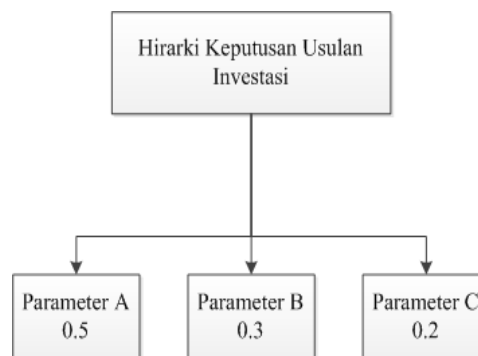 Hirarki Keputusan Usulan
Investasi
Parameter A
0.5
Parameter B
0.3
Parameter C
0.2